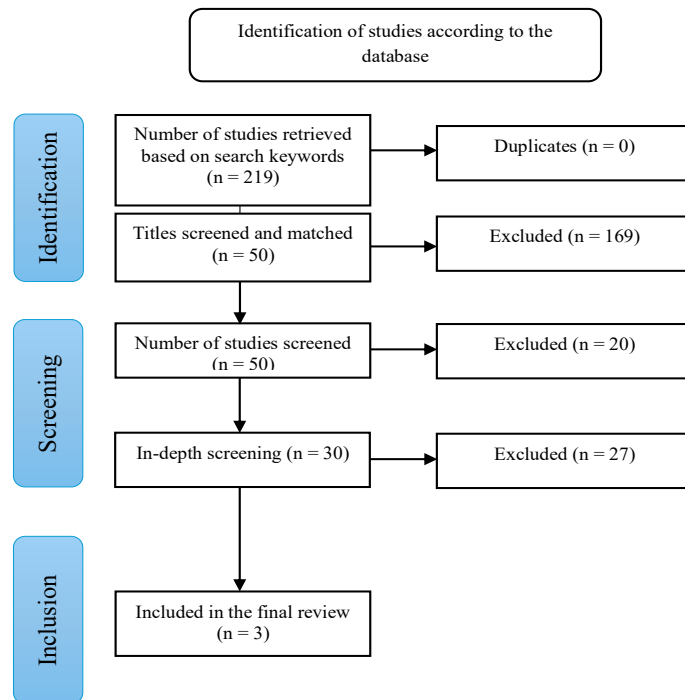 Identification of studies according to the
database
Identification
Number of studies retrieved
based on search keywords
(n = 219)
Duplicates (n = 0)
Titles screened and matched
(n = 50)
Excluded (n = 169)
Screening
Number of studies screened
(n = 50)
Excluded (n = 20)
In-depth screening (n = 30)
Excluded (n = 27)
Inclusion
Included in the final review
(n = 3)